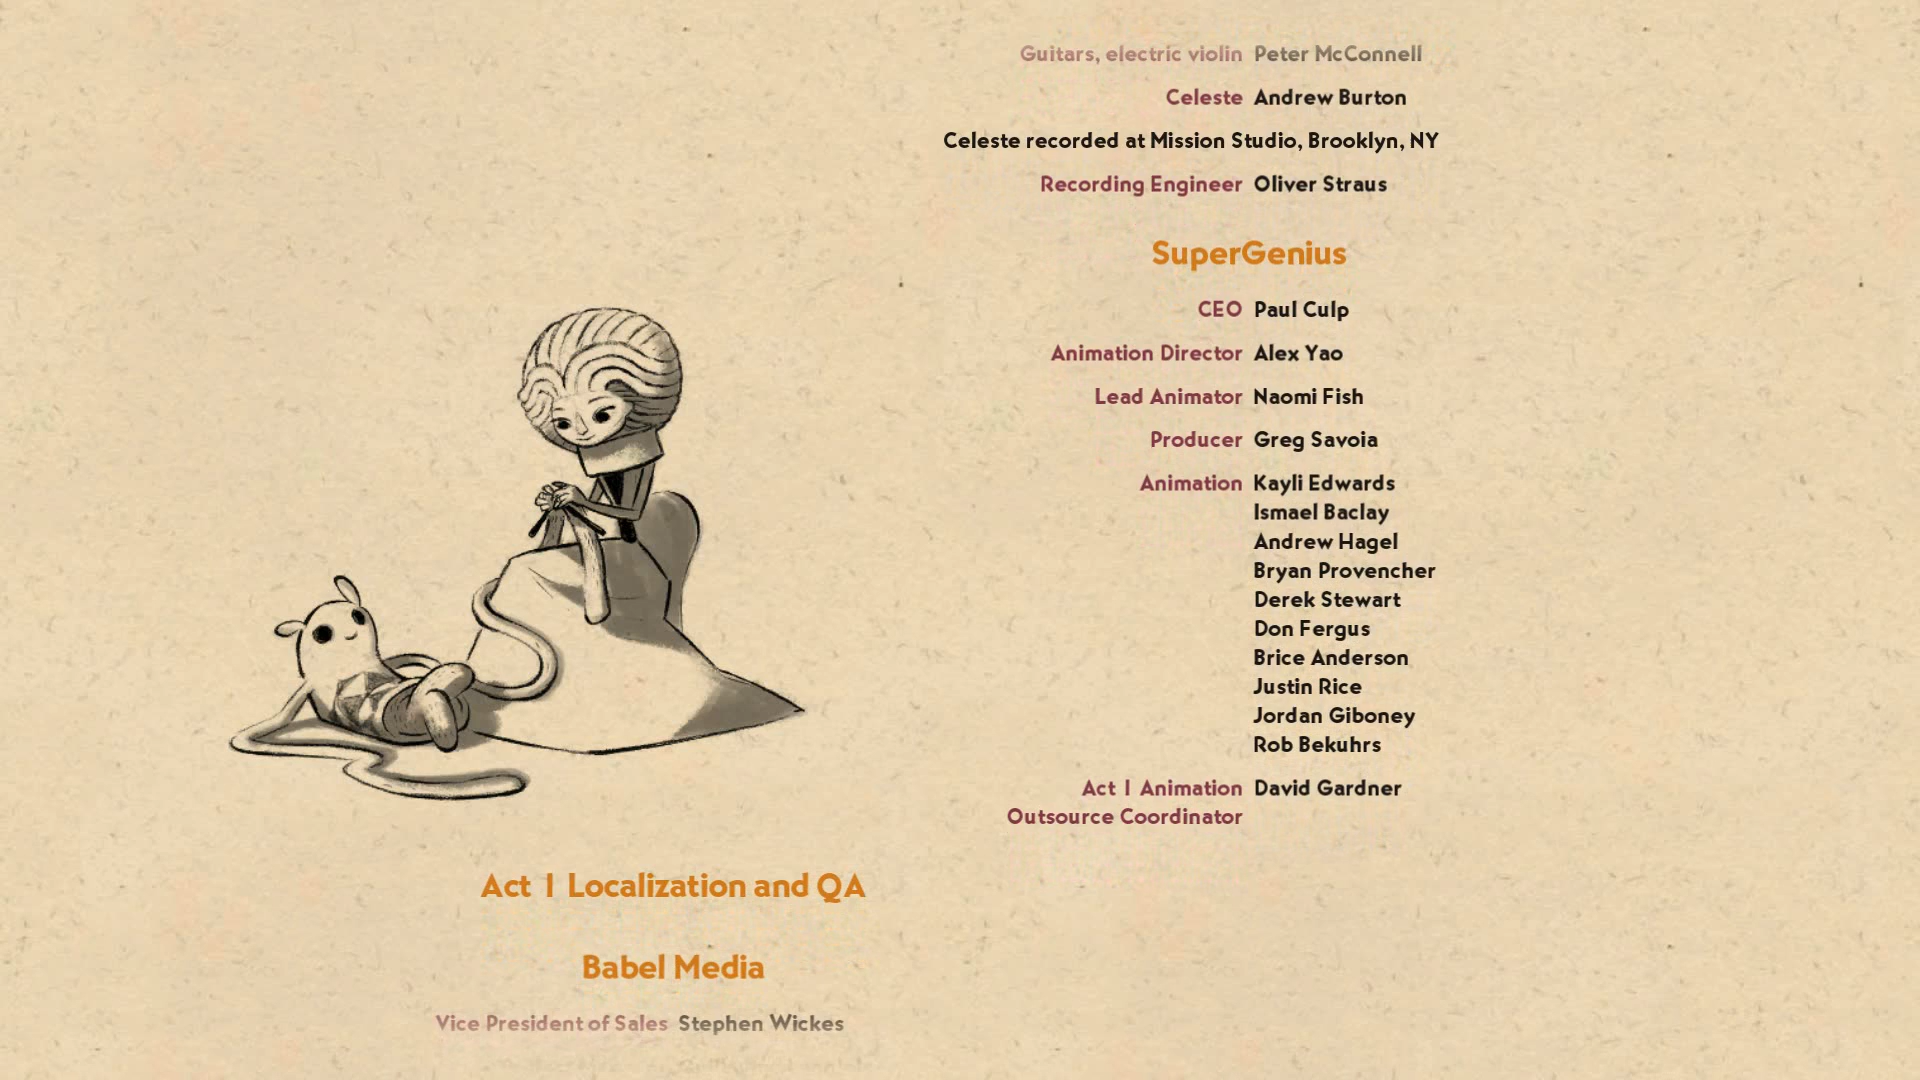 Guitars, electric violin Peter McConnell
Celeste Andrew Burton
Celeste recorded at Mission Studio, Brooklyn, NY
Recording Engineer Oliver Straus
SuperGenius
CEO Paul Culp
Animation Director Alex Yao
Lead Animator Naomi Fish
Producer Greg Savoia
Animation Kayli Edwards
Ismael Baclay
Andrew Hagel
Bryan Provencher
Derek Stewart
Don Fergus
Brice Anderson
Justin Rice
Jordan Giboney
Rob Bekuhrs
Act 1 Animation David Gardner
Outsource Coordinator
Act 1 Localization and QA
Babel Media
Vice President of Sales Stephen Wickes